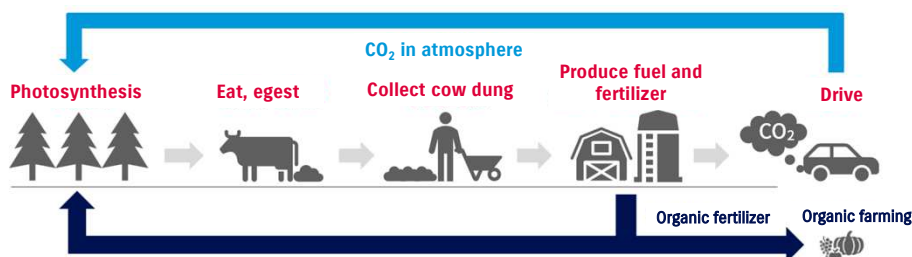 CO₂ in atmosphere
Photosynthesis
Eat, egest
Collect cow dung
Produce fuel and
fertilizer
Drive
CO₂
Organic fertilizer
Organic farming